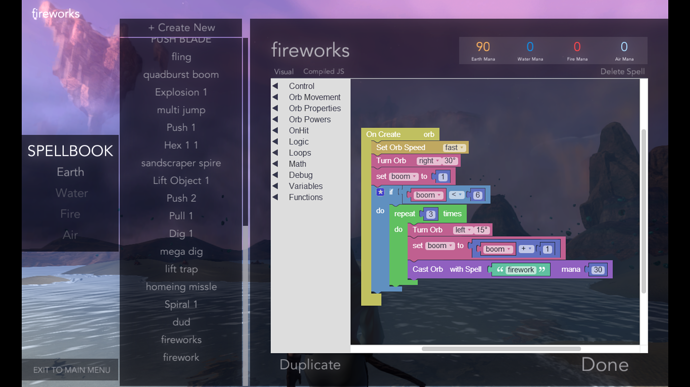 fireworks
+ Create New
PUSH BLADE
fling
quadburst boom
Explosion 1
multi jump
Push 1
Hex 1 1
sandscraper spire
Lift Object 1
Push 2
Pull 1
Dig 1
mega dig
lift trap
homeing missle
Spiral 1
dud
fireworks
firework
SPELLBOOK
Earth
Water
Fire
Air
EXIT TO MAIN MENU
fireworks
90 0 0 0
Earth Mana Water Mana Fire Mana Air Mana
Visual Compiled JS Delete Spell
Control
Orb Movement
Orb Properties
Orb Powers
OnHit
Logic
Loops
Math
Debug
Variables
Functions
On Create orb
Set Orb Speed fast
Turn Orb right 30°
set boom to 1
if boom < 6
do repeat 3 times
do Turn Orb left 15°
set boom to boom + 1
Cast Orb with Spell “ firework ” mana 30
Duplicate
Done